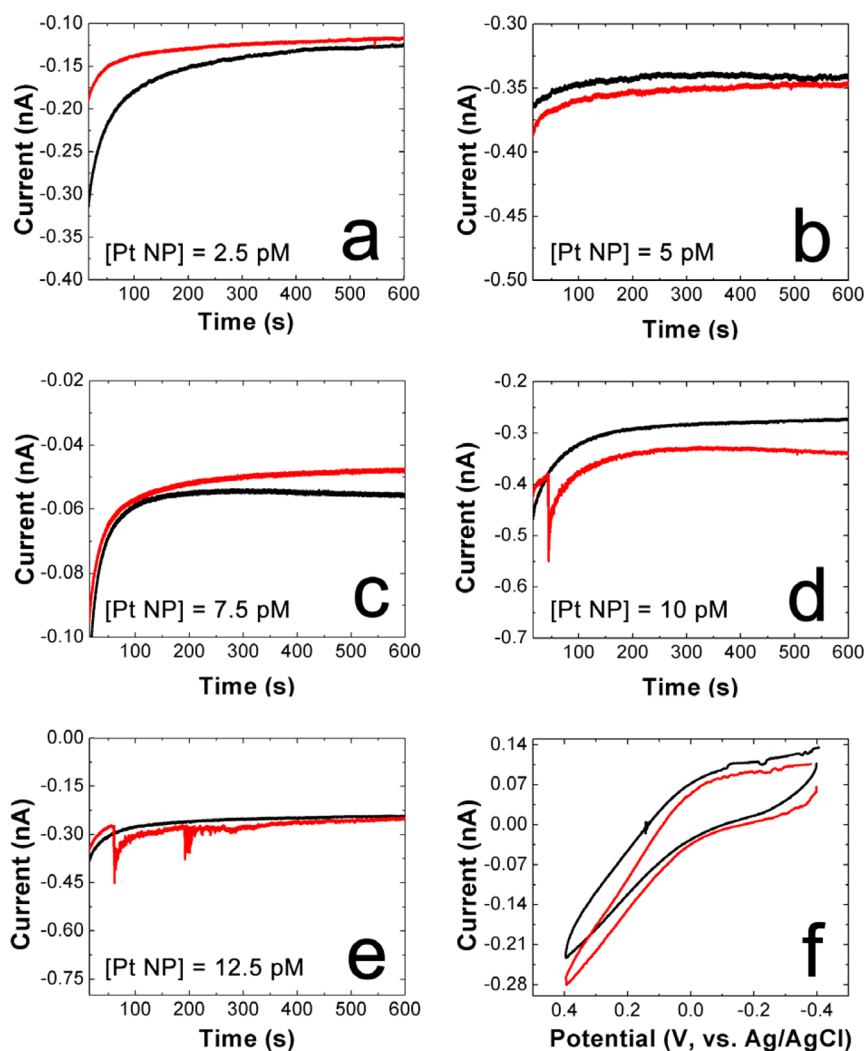 -0.10
-0.15
-0.20
-0.25
-0.30
-0.35
-0.40
Current (nA)
[Pt NP] = 2.5 pM
a
100 200 300 400 500 600
Time (s)
-0.30
-0.35
-0.40
-0.45
-0.50
Current (nA)
[Pt NP] = 5 pM
b
100 200 300 400 500 600
Time (s)
-0.02
-0.04
-0.06
-0.08
-0.10
Current (nA)
[Pt NP] = 7.5 pM
c
100 200 300 400 500 600
Time (s)
-0.2
-0.3
-0.4
-0.5
-0.6
-0.7
Current (nA)
[Pt NP] = 10 pM
d
100 200 300 400 500 600
Time (s)
0.00
-0.15
-0.30
-0.45
-0.60
-0.75
Current (nA)
[Pt NP] = 12.5 pM
e
100 200 300 400 500 600
Time (s)
0.14
0.07
0.00
-0.07
-0.14
-0.21
-0.28
Current (nA)
f
0.4 0.2 0.0 -0.2 -0.4
Potential (V, vs. Ag/AgCl)